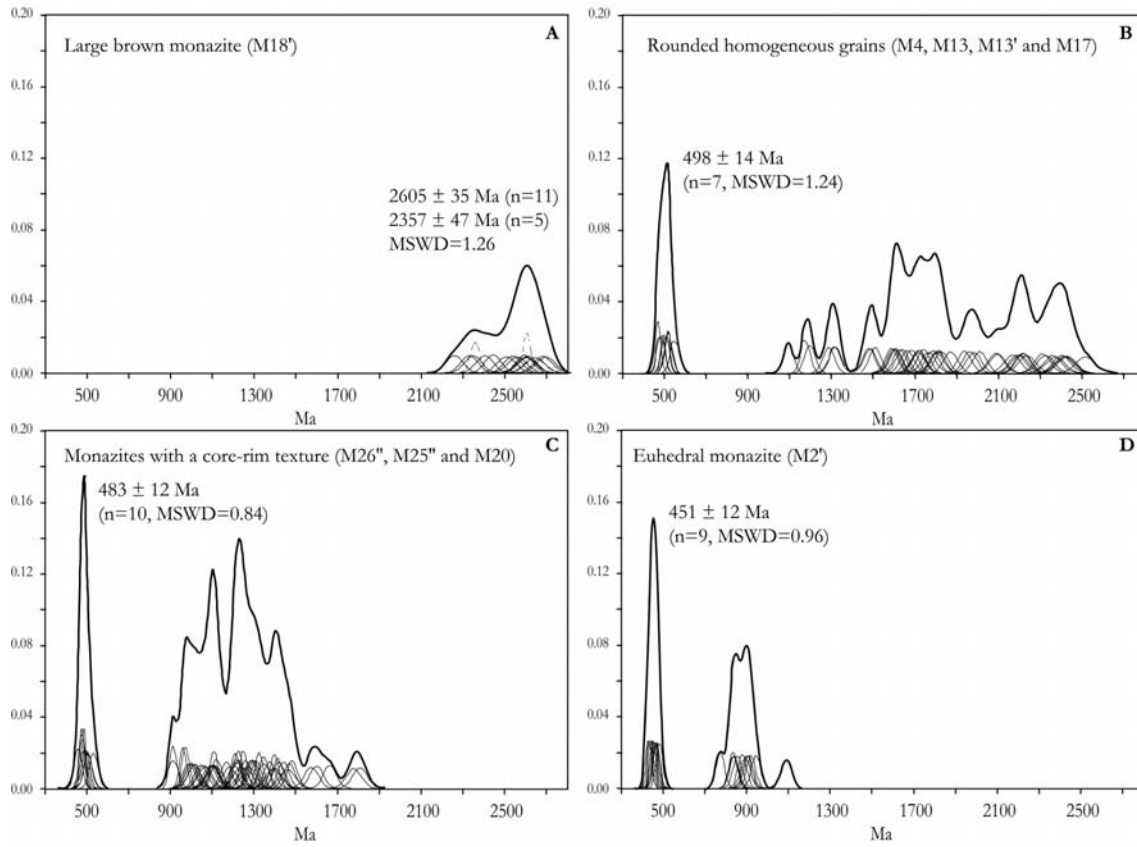 0.20
0.16
0.12
0.08
0.04
0.00
Large brown monazite (M18')
A
2605 ± 35 Ma (n=11)
2357 ± 47 Ma (n=5)
MSWD=1.26
500 900 1300 1700 2100 2500
Ma
0.20
0.16
0.12
0.08
0.04
0.00
Rounded homogeneous grains (M4, M13, M13' and M17)
B
498 ± 14 Ma
(n=7, MSWD=1.24)
500 900 1300 1700 2100 2500
Ma
0.20
0.16
0.12
0.08
0.04
0.00
Monazites with a core-rim texture (M26", M25" and M20)
C
483 ± 12 Ma
(n=10, MSWD=0.84)
500 900 1300 1700 2100 2500
Ma
0.20
0.16
0.12
0.08
0.04
0.00
Euhedral monazite (M2')
D
451 ± 12 Ma
(n=9, MSWD=0.96)
500 900 1300 1700 2100 2500
Ma